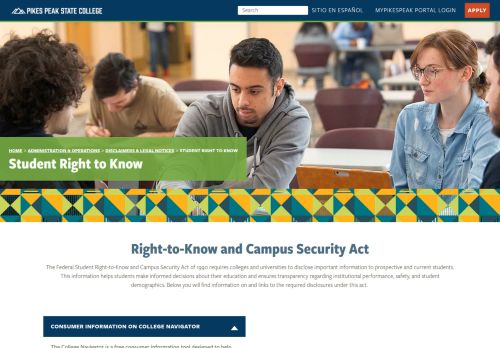 PIKES PEAK STATE COLLEGE
Search
SITIO EN ESPAÑOL
MYPIKESPEAK PORTAL LOGIN
APPLY
HOME > ADMINISTRATION & OPERATIONS > DISCLAIMERS & LEGAL NOTICES > STUDENT RIGHT TO KNOW
Student Right to Know
Right-to-Know and Campus Security Act
The Federal Student Right-to-Know and Campus Security Act of 1990 requires colleges and universities to disclose important information to prospective and current students.
This information helps students make informed decisions about their education and ensures transparency regarding institutional performance, safety, and student
demographics. Below you will find information on and links to the required disclosures under this act.
CONSUMER INFORMATION ON COLLEGE NAVIGATOR
The College Navigator is a free consumer information tool designed to help